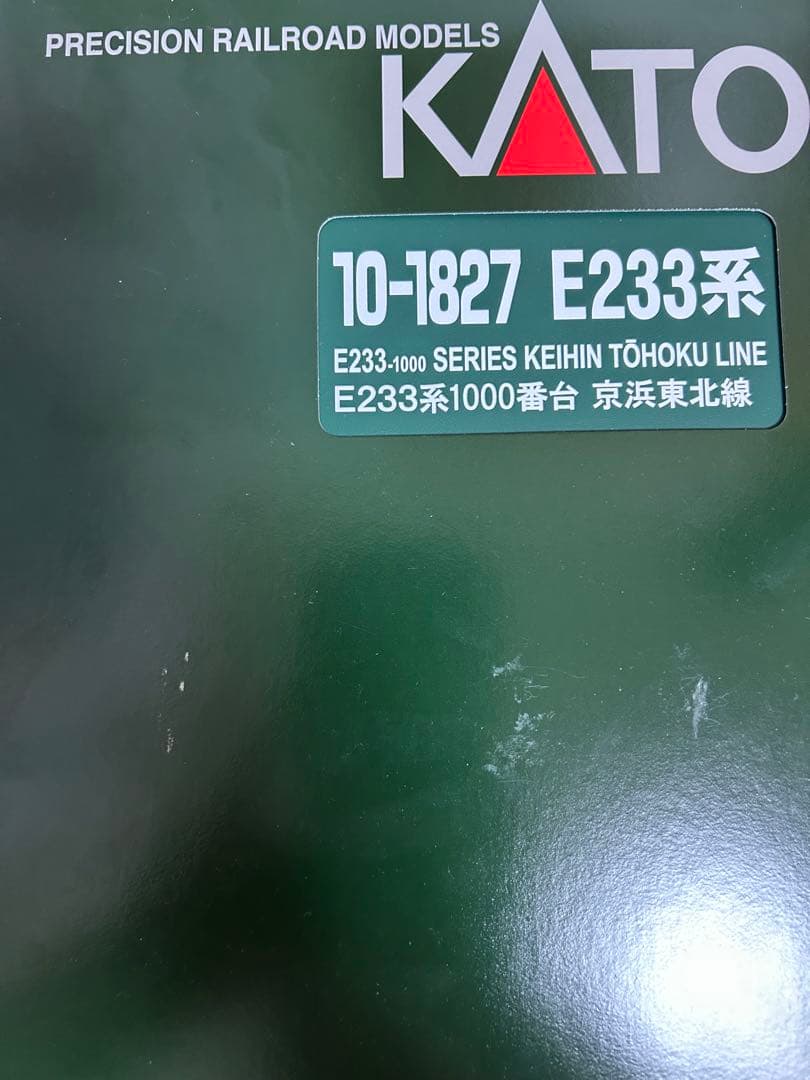 PRECISION RAILROAD MODELS
KATO
10-1827 E233系
E233-1000 SERIES KEIHIN TŌHOKU LINE
E233系1000番台 京浜東北線